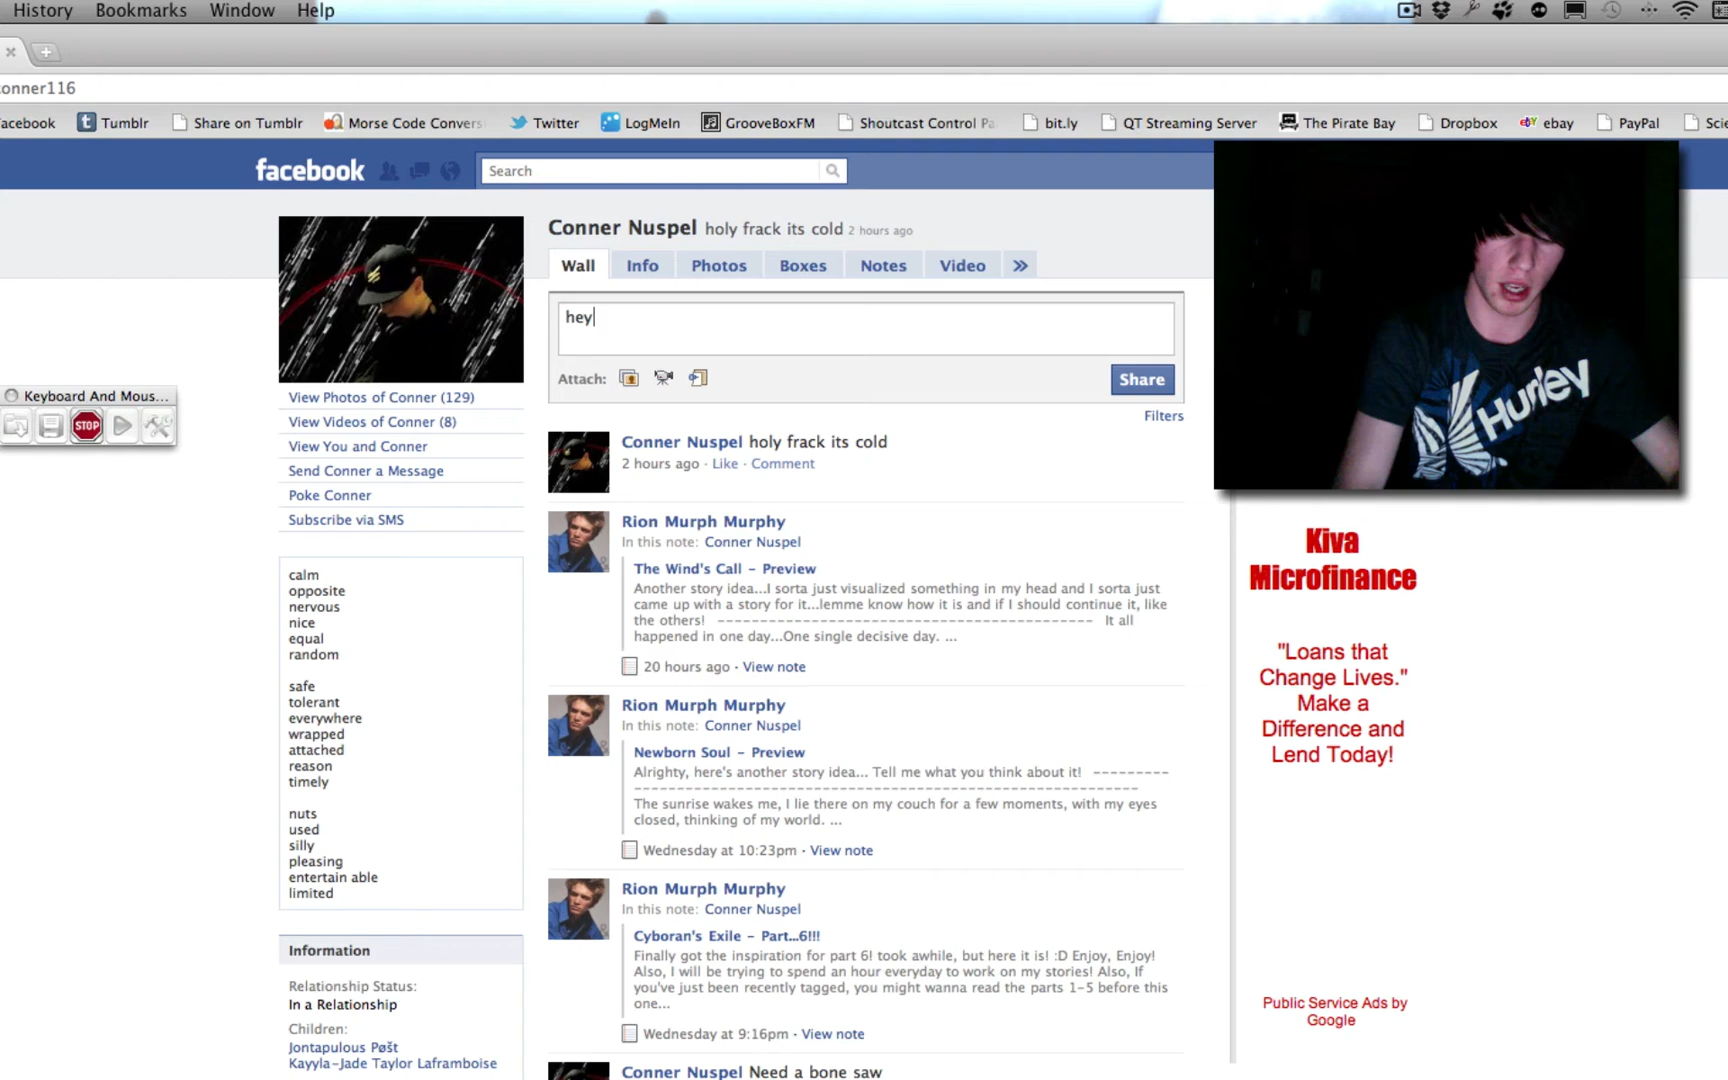 History Bookmarks Window Help
onner116
acebook Tumblr Share on Tumblr Morse Code Convers Twitter LogMeIn GrooveBoxFM Shoutcast Control Pa bit.ly QT Streaming Server The Pirate Bay Dropbox ebay PayPal Scie
facebook Search
Conner Nuspel holy frack its cold 2 hours ago
Wall Info Photos Boxes Notes Video »
hey
Attach: Share
Filters
Keyboard And Mous...
STOP
View Photos of Conner (129)
View Videos of Conner (8)
View You and Conner
Send Conner a Message
Poke Conner
Subscribe via SMS
calm
opposite
nervous
nice
equal
random
safe
tolerant
everywhere
wrapped
attached
reason
timely
nuts
used
silly
pleasing
entertain able
limited
Information
Relationship Status:
In a Relationship
Children:
Jontapulous Pøšt
Kayyla-Jade Taylor Laframboise
Conner Nuspel holy frack its cold
2 hours ago · Like · Comment
Rion Murph Murphy
In this note: Conner Nuspel
The Wind's Call – Preview
Another story idea...I sorta just visualized something in my head and I sorta just
came up with a story for it...lemme know how it is and if I should continue it, like
the others! ------------------------------------------ It all
happened in one day...One single decisive day. ...
20 hours ago · View note
Rion Murph Murphy
In this note: Conner Nuspel
Newborn Soul – Preview
Alrighty, here's another story idea... Tell me what you think about it! ---------
------------------------------------------------------------
The sunrise wakes me, I lie there on my couch for a few moments, with my eyes
closed, thinking of my world. ...
Wednesday at 10:23pm · View note
Rion Murph Murphy
In this note: Conner Nuspel
Cyboran's Exile – Part...6!!!
Finally got the inspiration for part 6! took awhile, but here it is! :D Enjoy, Enjoy!
Also, I will be trying to spend an hour everyday to work on my stories! Also, If
you've just been recently tagged, you might wanna read the parts 1-5 before this
one...
Wednesday at 9:16pm · View note
Conner Nuspel Need a bone saw
Hurley
Kiva
Microfinance
"Loans that
Change Lives."
Make a
Difference and
Lend Today!
Public Service Ads by
Google